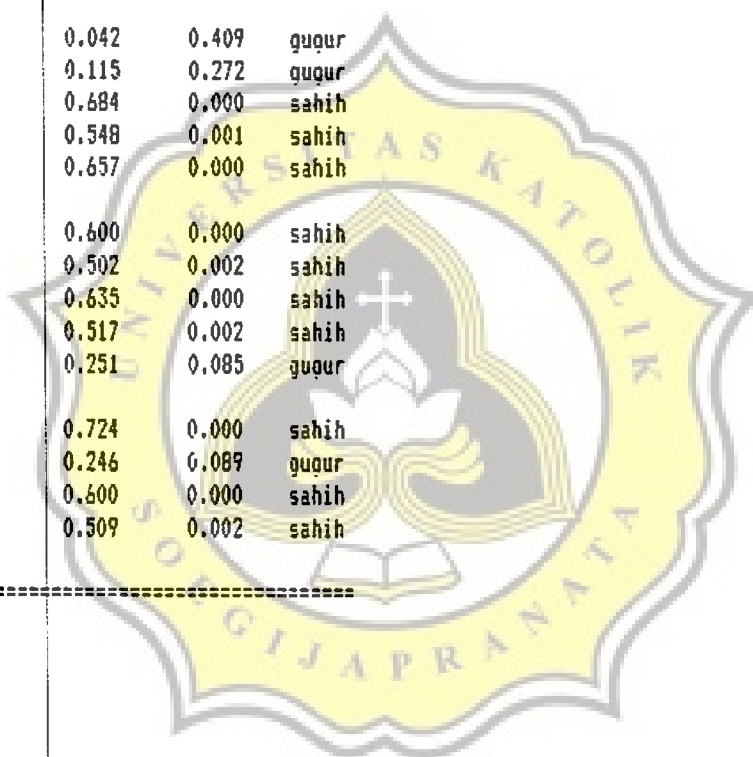 0.042 0.409 gugur
0.115 0.272 gugur
0.684 0.000 sahih
0.548 0.001 sahih
0.657 0.000 sahih
0.600 0.000 sahih
0.502 0.002 sahih
0.635 0.000 sahih
0.517 0.002 sahih
0.251 0.085 gugur
0.724 0.000 sahih
0.246 0.089 gugur
0.600 0.000 sahih
0.509 0.002 sahih
UNIVERSITAS KATOLIK
SOEGIJAPRANATA